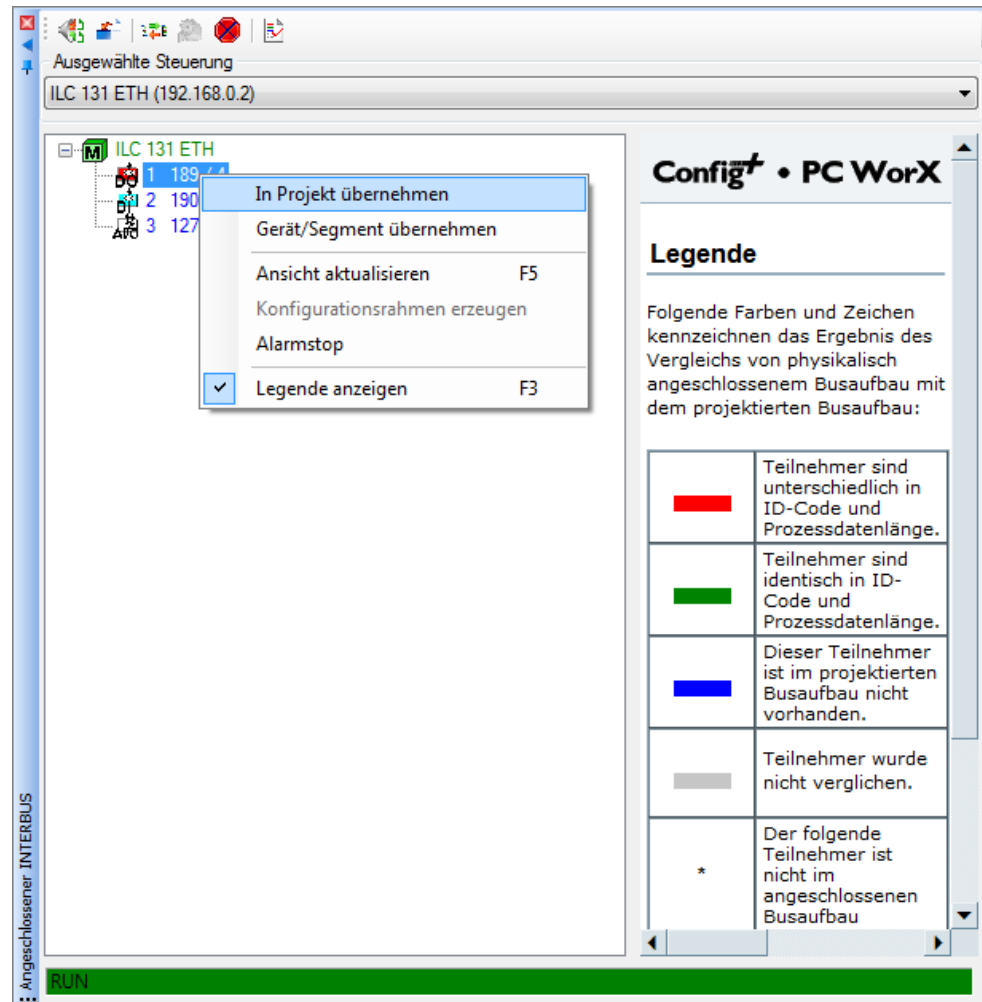 Ausgewählte Steuerung
ILC 131 ETH (192.168.0.2)
ILC 131 ETH
1 189 / 4
2 190
3 127
In Projekt übernehmen
Gerät/Segment übernehmen
Ansicht aktualisieren F5
Konfigurationsrahmen erzeugen
Alarmstop
Legende anzeigen F3
Config+ • PC WorX
Legende
Folgende Farben und Zeichen
kennzeichnen das Ergebnis des
Vergleichs von physikalisch
angeschlossenem Busaufbau mit
dem projektierten Busaufbau:
Teilnehmer sind
unterschiedlich in
ID-Code und
Prozessdatenlänge.
Teilnehmer sind
identisch in ID-
Code und
Prozessdatenlänge.
Dieser Teilnehmer
ist im projektierten
Busaufbau nicht
vorhanden.
Teilnehmer wurde
nicht verglichen.
*
Der folgende
Teilnehmer ist
nicht im
angeschlossenen
Busaufbau
Angeschlossener INTERBUS
RUN